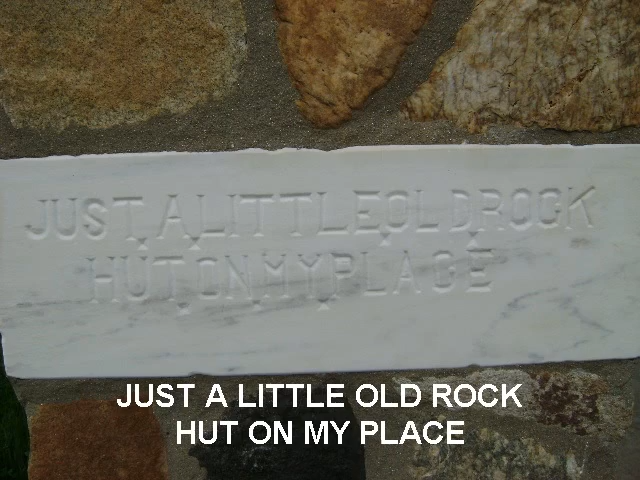 JUST.A.LITTLE.OLD.ROCK
HUT.ON.MY.PLACE
JUST A LITTLE OLD ROCK
HUT ON MY PLACE